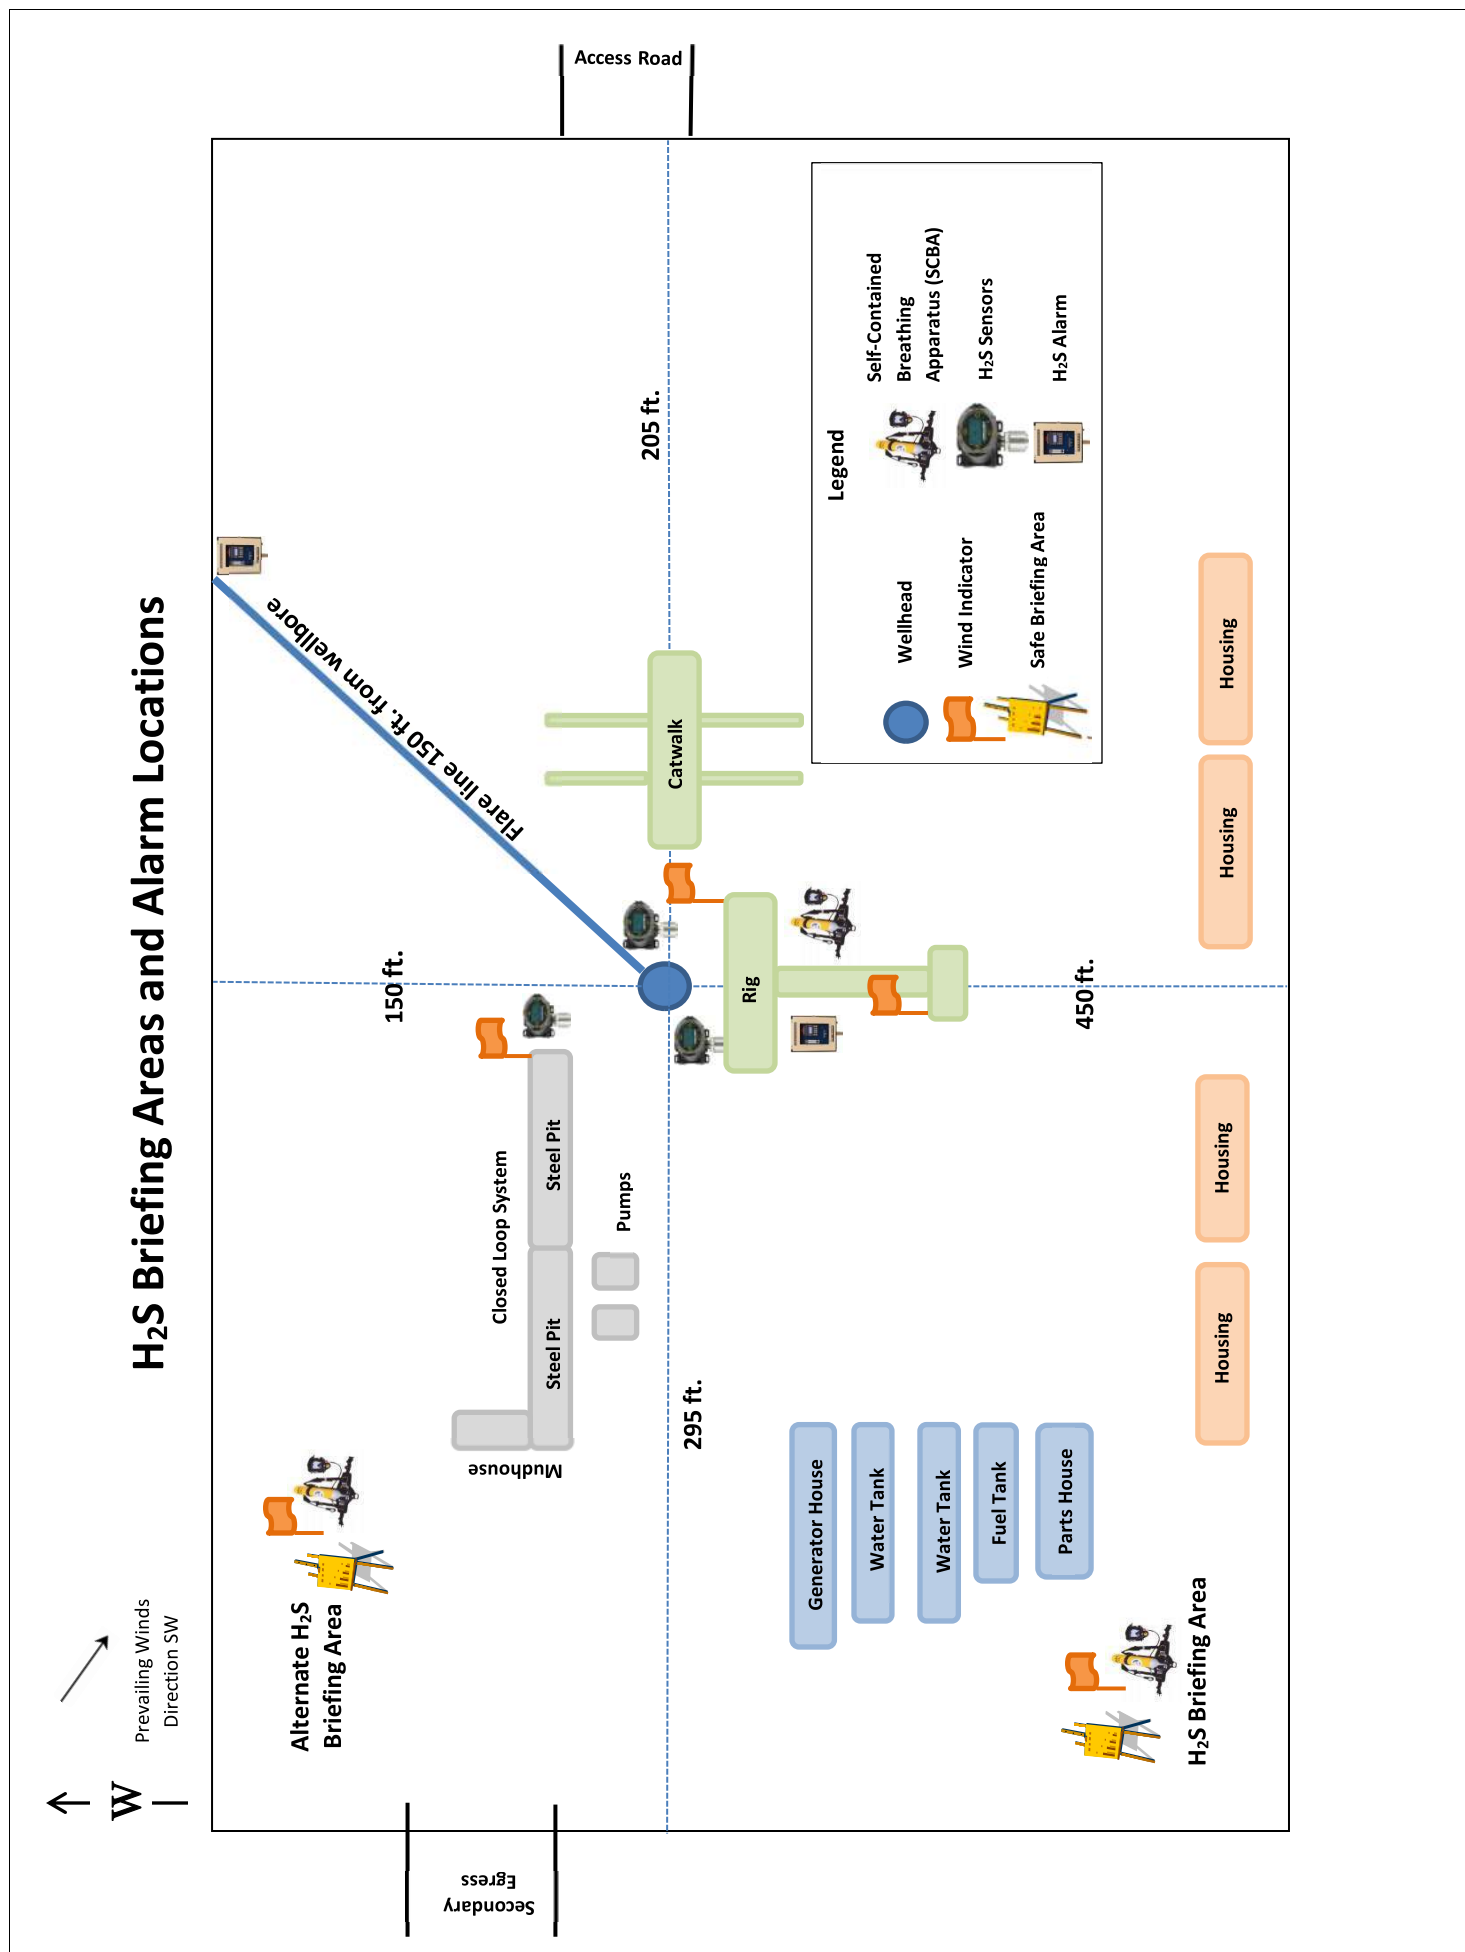 H₂S Briefing Areas and Alarm Locations
Prevailing Winds
Direction SW
W
Access Road
Secondary
Egress
Alternate H₂S
Briefing Area
Mudhouse
Closed Loop System
Steel Pit
Steel Pit
Pumps
150 ft.
Flare line 150 ft. from wellbore
205 ft.
295 ft.
450 ft.
Catwalk
Rig
Generator House
Water Tank
Water Tank
Fuel Tank
Parts House
H₂S Briefing Area
Housing
Housing
Housing
Housing
Legend
Wellhead
Wind Indicator
Safe Briefing Area
Self-Contained
Breathing
Apparatus (SCBA)
H₂S Sensors
H₂S Alarm